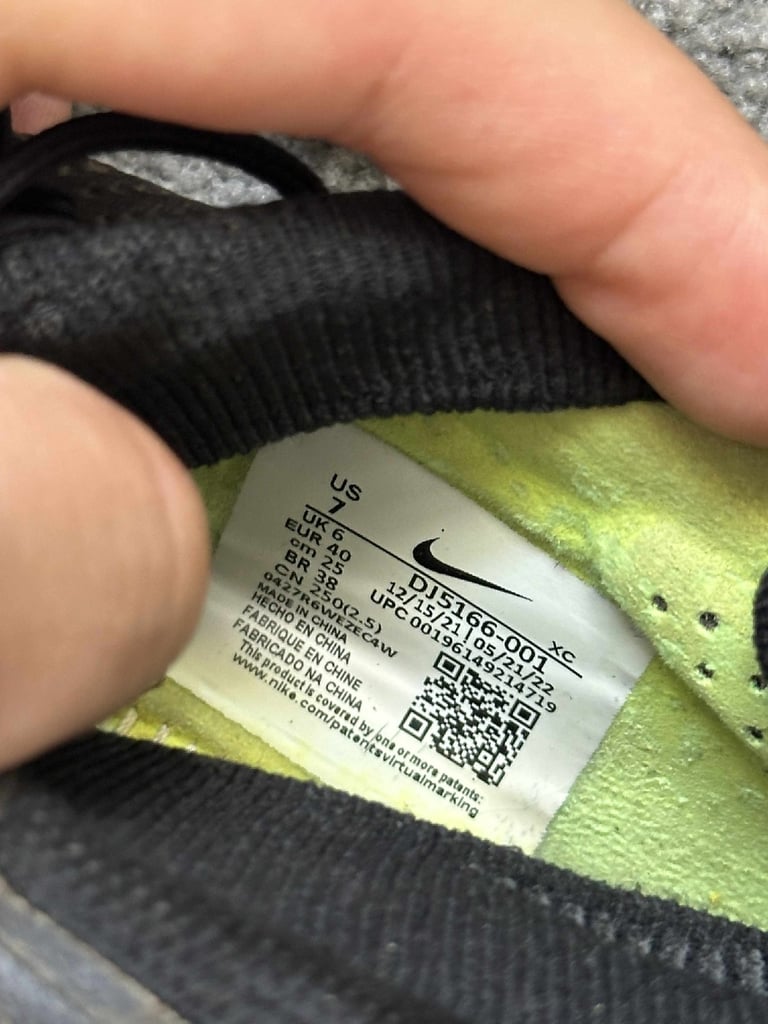 US
7
UK 6
EUR 40
cm 25
BR 38
CN 250(2.5)
0427R6WEZEC4W
MADE IN CHINA
HECHO EN CHINA
FABRIQUE EN CHINE
FABRICADO NA CHINA
This product is covered by one or more patents:
www.nike.com/patentsvirtualmarking
DJ5166-001 XC
12/15/21 | 05/21/22
UPC 00196149214719